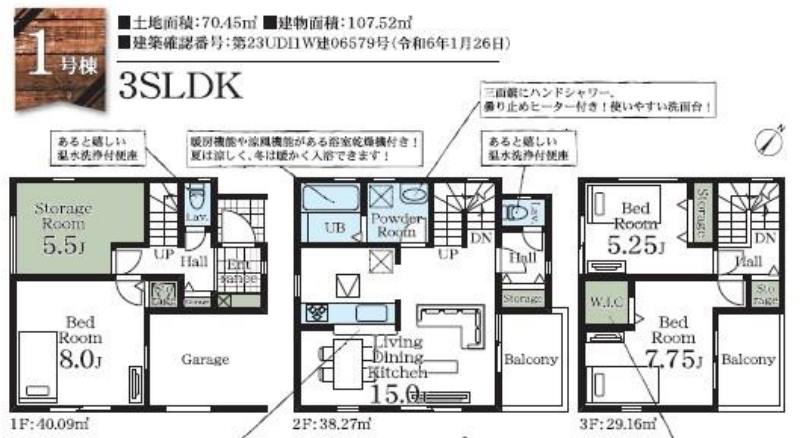 ■土地面積：70.45㎡ ■建物面積：107.52㎡
■建築確認番号：第23UDI1W建06579号(令和6年1月26日)
1号棟
3SLDK
三面鏡にハンドシャワー、
曇り止めヒーター付き！使いやすい洗面台！
あると嬉しい
温水洗浄付便座
暖房機能や涼風機能がある浴室乾燥機付き！
夏は涼しく、冬は暖かく入浴できます！
あると嬉しい
温水洗浄付便座
Storage
Room
5.5J
UP
Lav.
Hall
Ent
rance
Sto
rage
Storage
Bed
Room
8.0J
Garage
1F:40.09㎡
UB
Powder
Room
UP
DN
Lav.
Hall
Storage
Living
Dining
Kitchen
15.0J
Balcony
2F:38.27㎡
Bed
Room
5.25J
Storage
DN
Hall
W.I.C
Sto
rage
Bed
Room
7.75J
Balcony
3F:29.16㎡